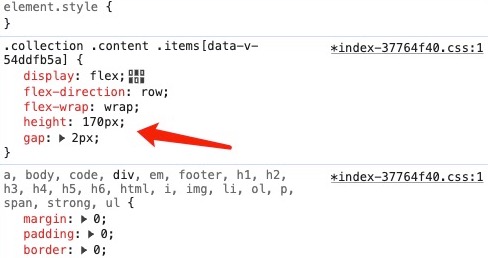 element.style {
}
.collection .content .items[data-v-    *index-37764f40.css:1
54ddfb5a] {
display: flex;
flex-direction: row;
flex-wrap: wrap;
height: 170px;
gap: ▶ 2px;
}
a, body, code, div, em, footer, h1, h2,    *index-37764f40.css:1
h3, h4, h5, h6, html, i, img, li, ol, p,
span, strong, ul {
margin: ▶ 0;
padding: ▶ 0;
border: ▶ 0;